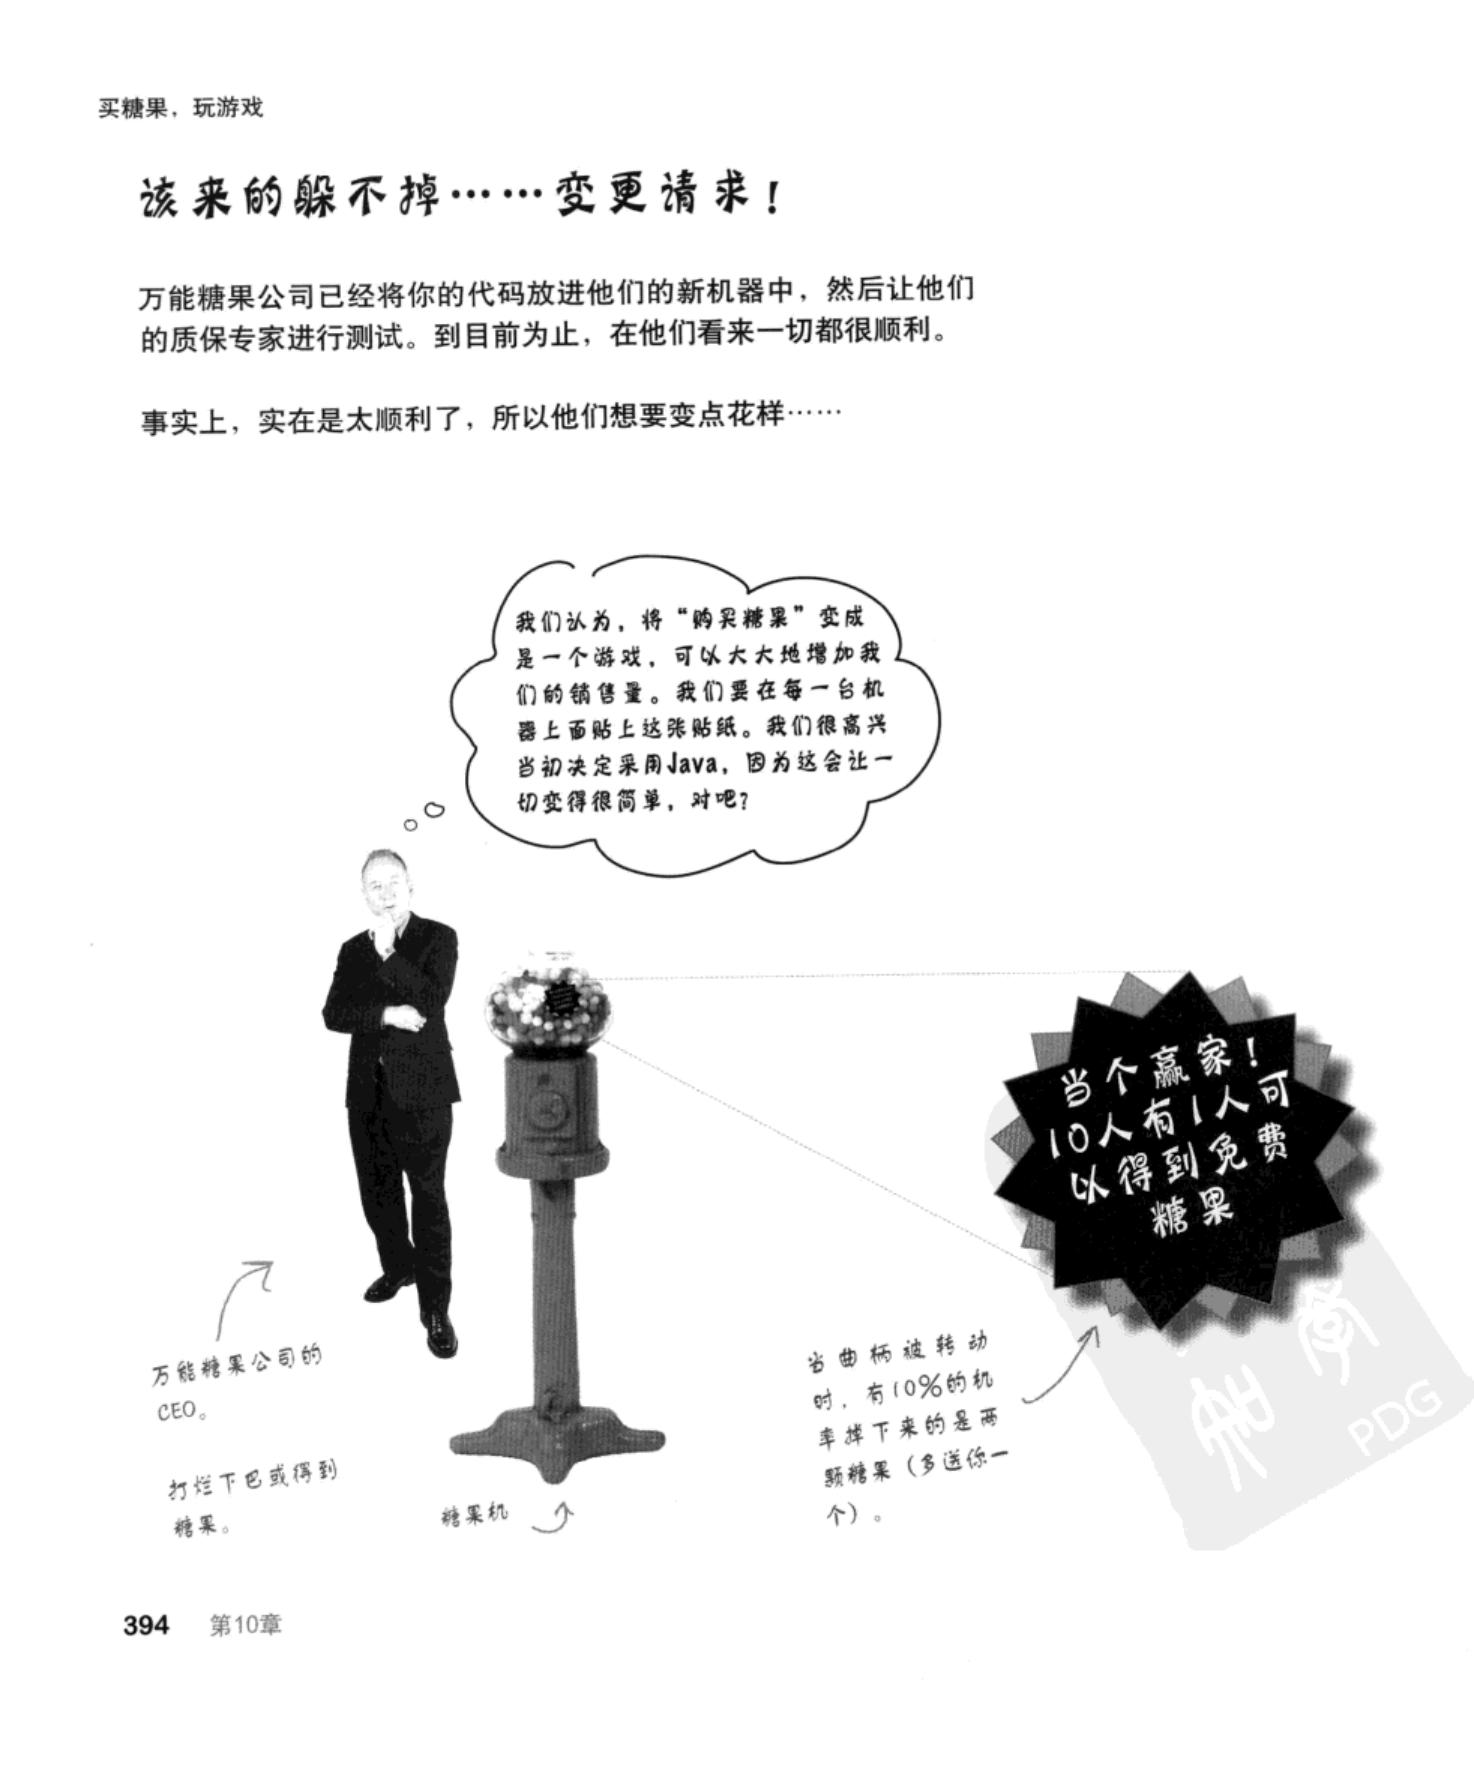 买糖果，玩游戏
该来的躲不掉……变更请求！
万能糖果公司已经将你的代码放进他们的新机器中，然后让他们
的质保专家进行测试。到目前为止，在他们看来一切都很顺利。
事实上，实在是太顺利了，所以他们想要变点花样……
我们认为，将“购买糖果”变成
是一个游戏，可以大大地增加我
们的销售量。我们要在每一台机
器上面贴上这张贴纸。我们很高兴
当初决定采用Java，因为这会让一
切变得很简单，对吧？
当个赢家！
10人有1人可
以得到免费
糖果
万能糖果公司的
CEO。
打烂下巴或得到
糖果。
糖果机
当曲柄被转动
时，有10%的机
率掉下来的是两
颗糖果（多送你一
个）。
PDG
394 第10章